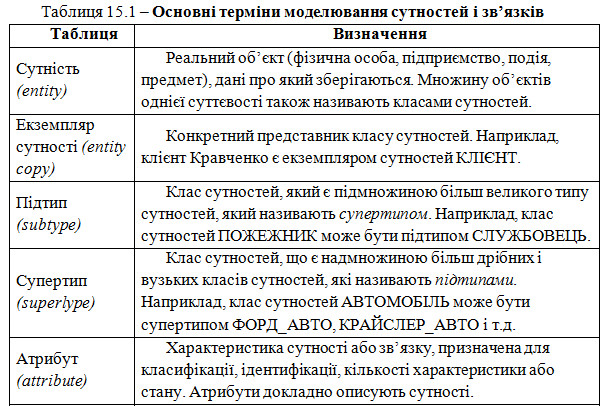 Таблиця 15.1 – Основні терміни моделювання сутностей і зв’язків
Таблиця
Визначення
Сутність
(entity)
Реальний об’єкт (фізична особа, підприємство, подія,
предмет), дані про який зберігаються. Множину об’єктів
однієї суттєвості також називають класами сутностей.
Екземпляр
сутності (entity
copy)
Конкретний представник класу сутностей. Наприклад,
клієнт Кравченко є екземпляром сутностей КЛІЄНТ.
Підтип
(subtype)
Клас сутностей, який є підмножиною більш великого типу
сутностей, який називають супертипом. Наприклад, клас
сутностей ПОЖЕЖНИК може бути підтипом СЛУЖБОВЕЦЬ.
Супертип
(superlype)
Клас сутностей, що є надмножиною більш дрібних і
вузьких класів сутностей, які називають підтипами.
Наприклад, клас сутностей АВТОМОБІЛЬ може бути
супертипом ФОРД_АВТО, КРАЙСЛЕР_АВТО і т.д.
Атрибут
(attribute)
Характеристика сутності або зв’язку, призначена для
класифікації, ідентифікації, кількості характеристики або
стану. Атрибути докладно описують сутності.